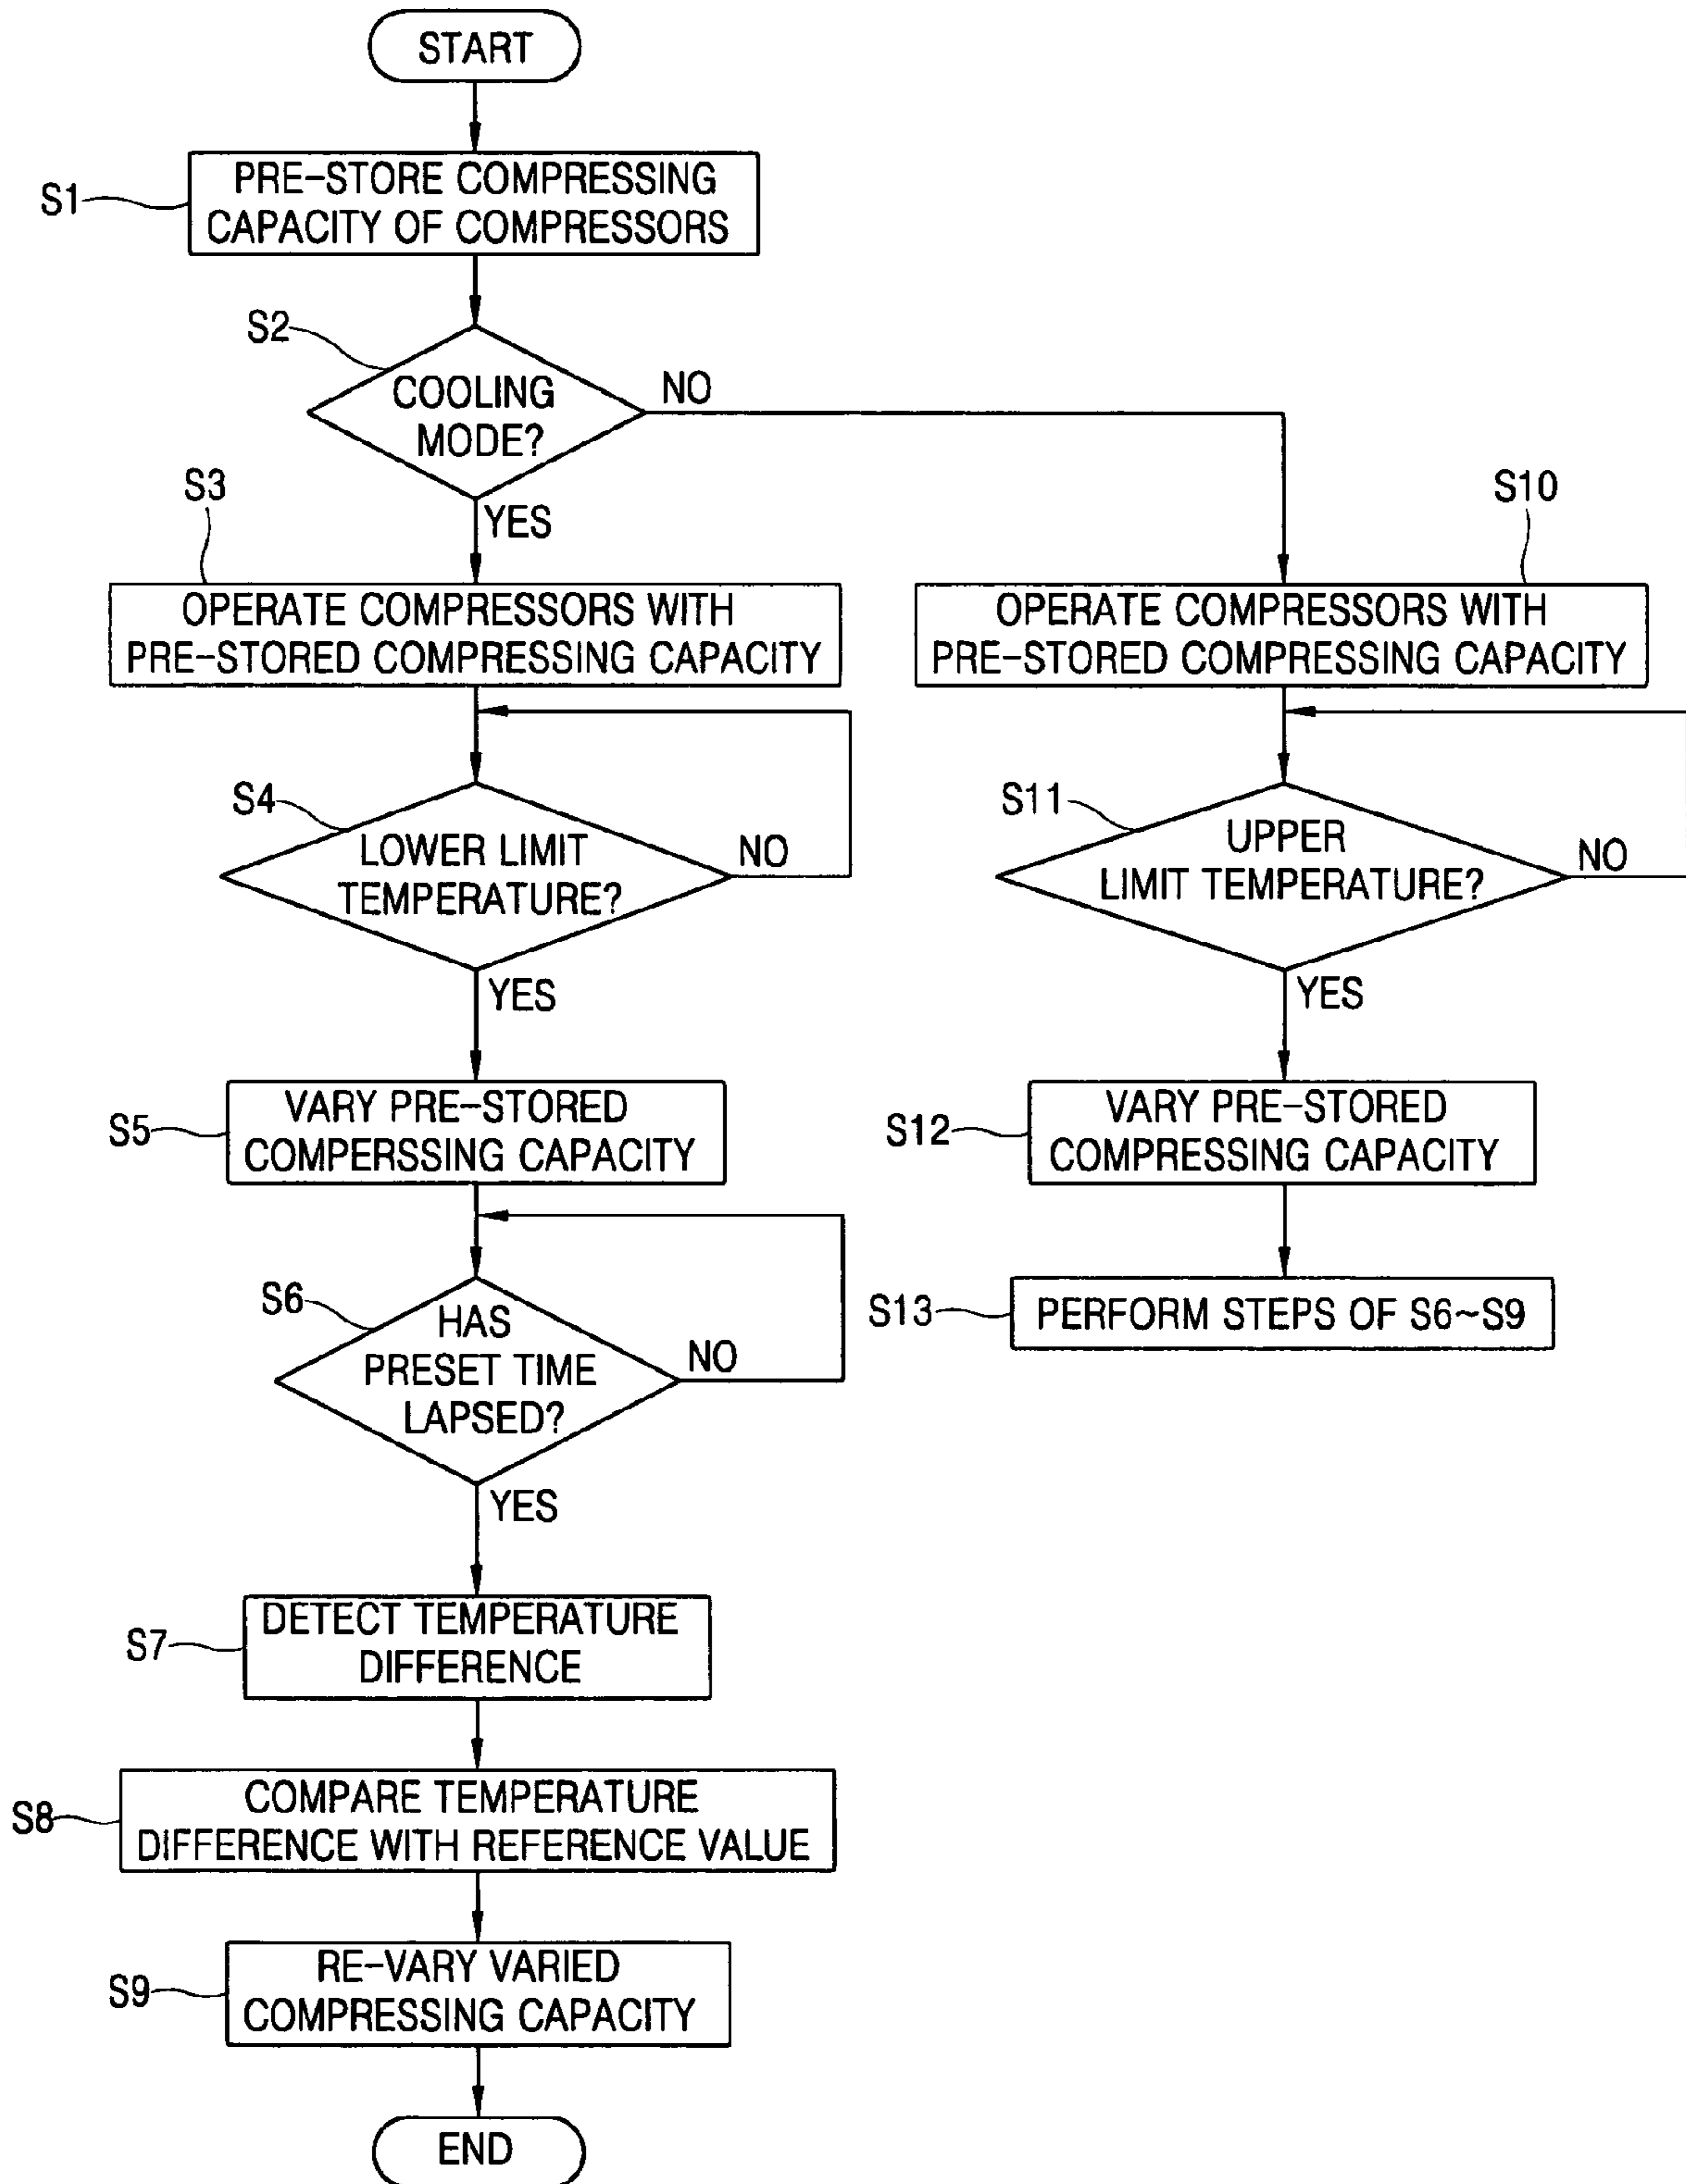 START
S1
PRE-STORE COMPRESSING
CAPACITY OF COMPRESSORS
S2
COOLING
MODE?
NO
YES
S3
OPERATE COMPRESSORS WITH
PRE-STORED COMPRESSING CAPACITY
S4
LOWER LIMIT
TEMPERATURE?
NO
YES
S5
VARY PRE-STORED
COMPERSSING CAPACITY
S6
HAS
PRESET TIME
LAPSED?
NO
YES
S7
DETECT TEMPERATURE
DIFFERENCE
S8
COMPARE TEMPERATURE
DIFFERENCE WITH REFERENCE VALUE
S9
RE-VARY VARIED
COMPRESSING CAPACITY
END
S10
OPERATE COMPRESSORS WITH
PRE-STORED COMPRESSING CAPACITY
S11
UPPER
LIMIT TEMPERATURE?
NO
YES
S12
VARY PRE-STORED
COMPRESSING CAPACITY
S13
PERFORM STEPS OF S6~S9